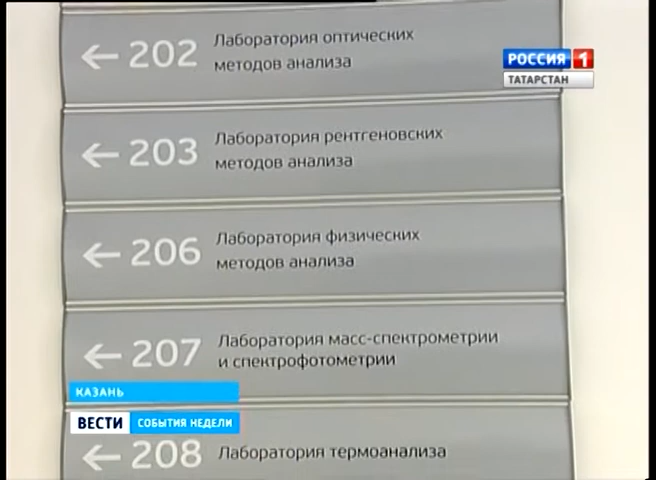 ← 202 Лаборатория оптических
методов анализа
РОССИЯ 1
ТАТАРСТАН
← 203 Лаборатория рентгеновских
методов анализа
← 206 Лаборатория физических
методов анализа
← 207 Лаборатория масс-спектрометрии
и спектрофотометрии
КАЗАНЬ
ВЕСТИ СОБЫТИЯ НЕДЕЛИ
← 208 Лаборатория термоанализа